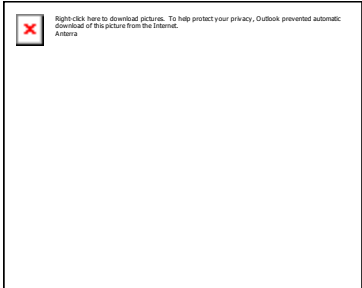 Right-click here to download pictures. To help protect your privacy, Outlook prevented automatic
download of this picture from the Internet.
Anterra